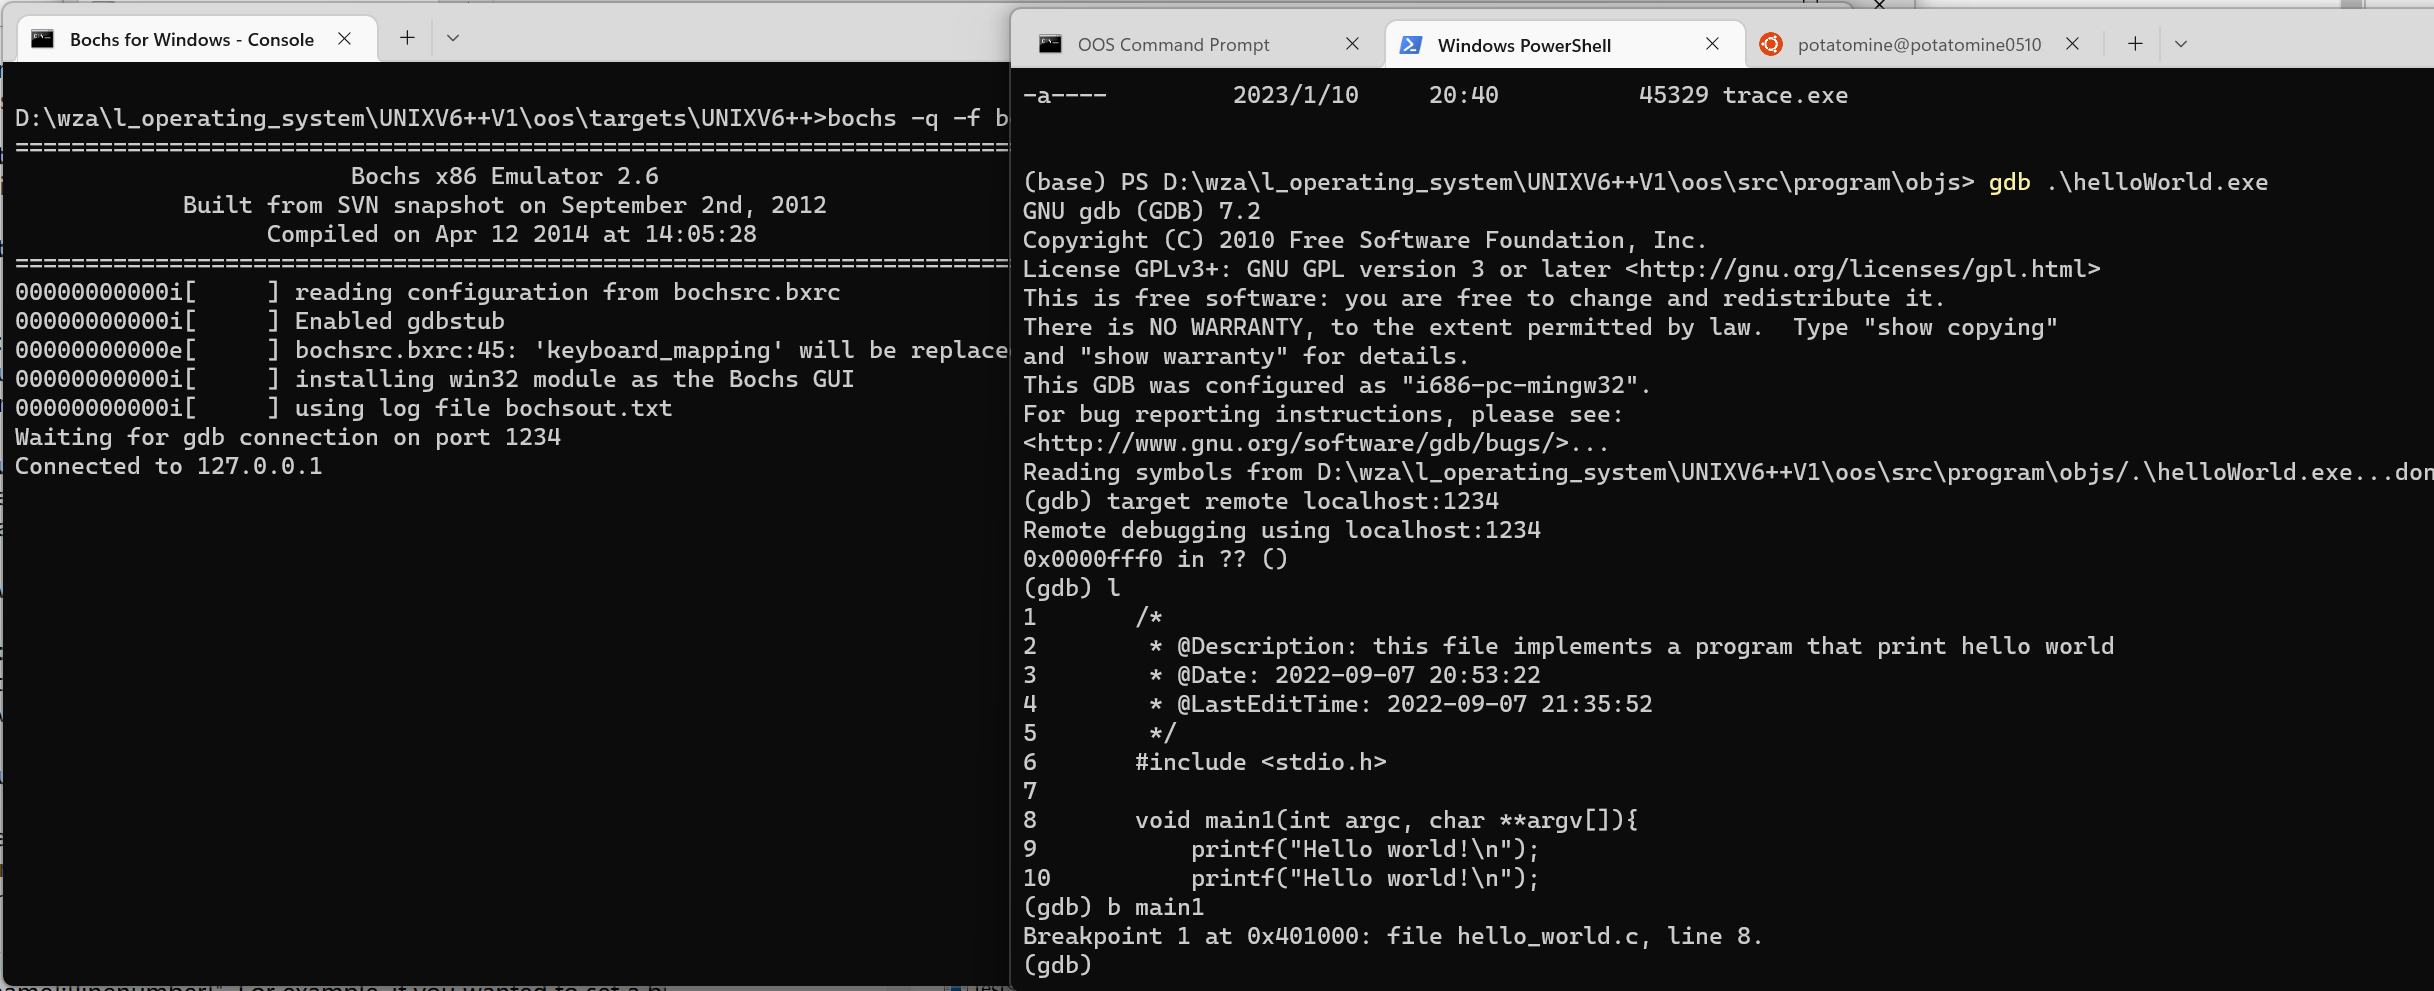 Bochs for Windows - Console
D:\wza\l_operating_system\UNIXV6++V1\oos\targets\UNIXV6++>bochs -q -f b
========================================================================
Bochs x86 Emulator 2.6
Built from SVN snapshot on September 2nd, 2012
Compiled on Apr 12 2014 at 14:05:28
========================================================================
00000000000i[      ] reading configuration from bochsrc.bxrc
00000000000i[      ] Enabled gdbstub
00000000000e[      ] bochsrc.bxrc:45: 'keyboard_mapping' will be replace
00000000000i[      ] installing win32 module as the Bochs GUI
00000000000i[      ] using log file bochsout.txt
Waiting for gdb connection on port 1234
Connected to 127.0.0.1
OOS Command Prompt
Windows PowerShell
potatomine@potatomine0510
-a----         2023/1/10     20:40          45329 trace.exe
(base) PS D:\wza\l_operating_system\UNIXV6++V1\oos\src\program\objs> gdb .\helloWorld.exe
GNU gdb (GDB) 7.2
Copyright (C) 2010 Free Software Foundation, Inc.
License GPLv3+: GNU GPL version 3 or later <http://gnu.org/licenses/gpl.html>
This is free software: you are free to change and redistribute it.
There is NO WARRANTY, to the extent permitted by law.  Type "show copying"
and "show warranty" for details.
This GDB was configured as "i686-pc-mingw32".
For bug reporting instructions, please see:
<http://www.gnu.org/software/gdb/bugs/>...
Reading symbols from D:\wza\l_operating_system\UNIXV6++V1\oos\src\program\objs/.\helloWorld.exe...don
(gdb) target remote localhost:1234
Remote debugging using localhost:1234
0x0000fff0 in ?? ()
(gdb) l
1       /*
2        * @Description: this file implements a program that print hello world
3        * @Date: 2022-09-07 20:53:22
4        * @LastEditTime: 2022-09-07 21:35:52
5        */
6       #include <stdio.h>
7
8       void main1(int argc, char **argv[]){
9           printf("Hello world!\n");
10          printf("Hello world!\n");
(gdb) b main1
Breakpoint 1 at 0x401000: file hello_world.c, line 8.
(gdb)